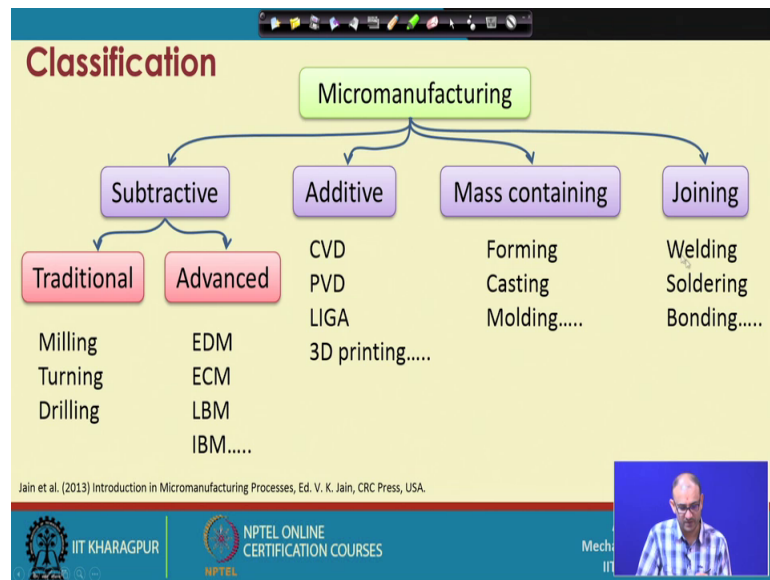 Classification
Micromanufacturing
Subtractive
Additive
Mass containing
Joining
Traditional
Advanced
Milling
Turning
Drilling
EDM
ECM
LBM
IBM.....
CVD
PVD
LIGA
3D printing.....
Forming
Casting
Molding.....
Welding
Soldering
Bonding.....
Jain et al. (2013) Introduction in Micromanufacturing Processes, Ed. V. K. Jain, CRC Press, USA.
IIT KHARAGPUR
NPTEL
NPTEL ONLINE
CERTIFICATION COURSES
Mecha
IIT